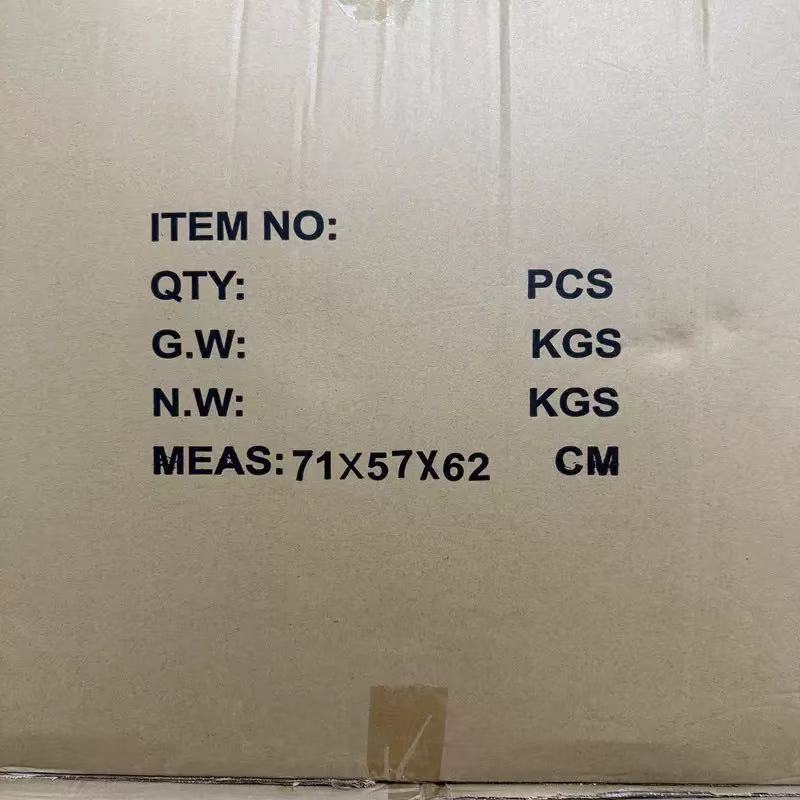 ITEM NO:
QTY: PCS
G.W: KGS
N.W: KGS
MEAS: 71X57X62 CM